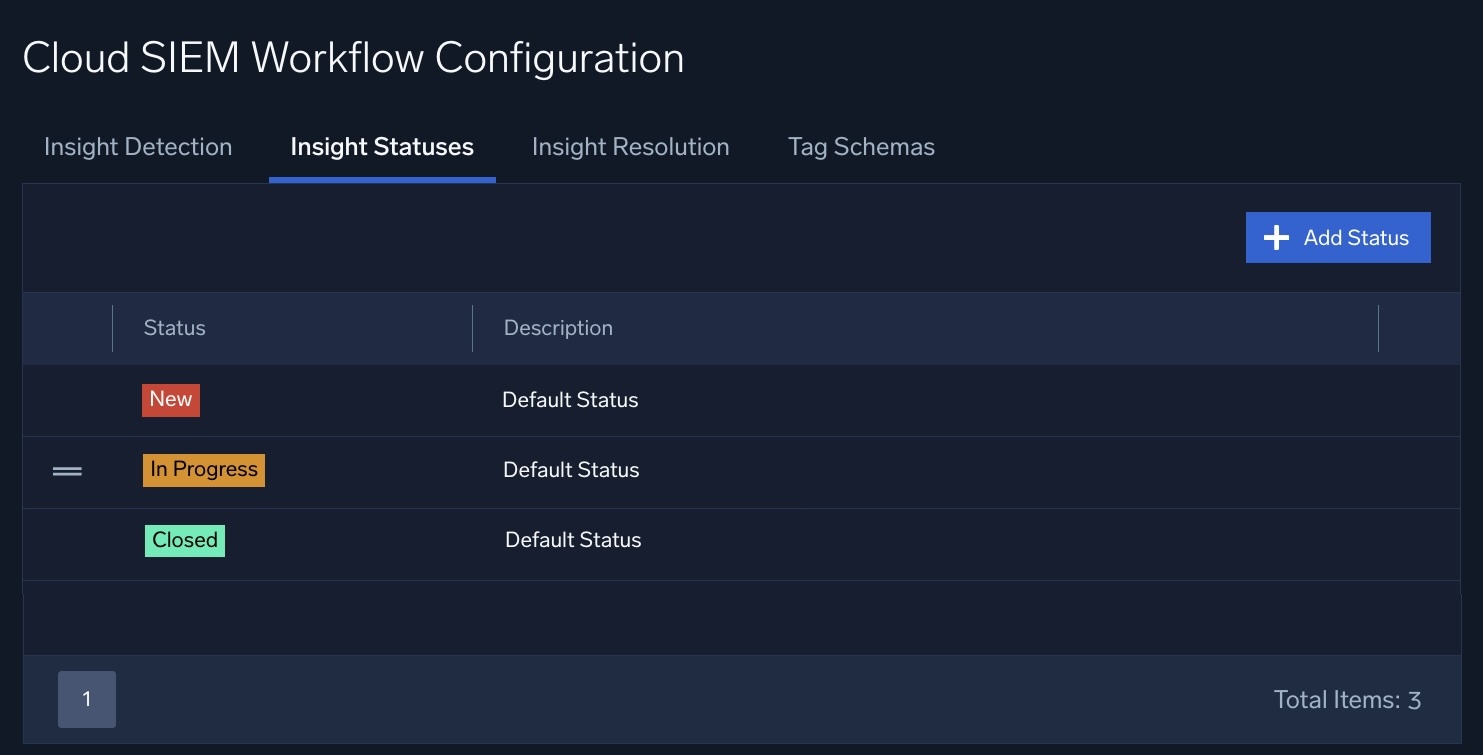 Cloud SIEM Workflow Configuration
Insight Detection Insight Statuses Insight Resolution Tag Schemas
Add Status
Status Description
New Default Status
In Progress Default Status
Closed Default Status
1 Total Items: 3